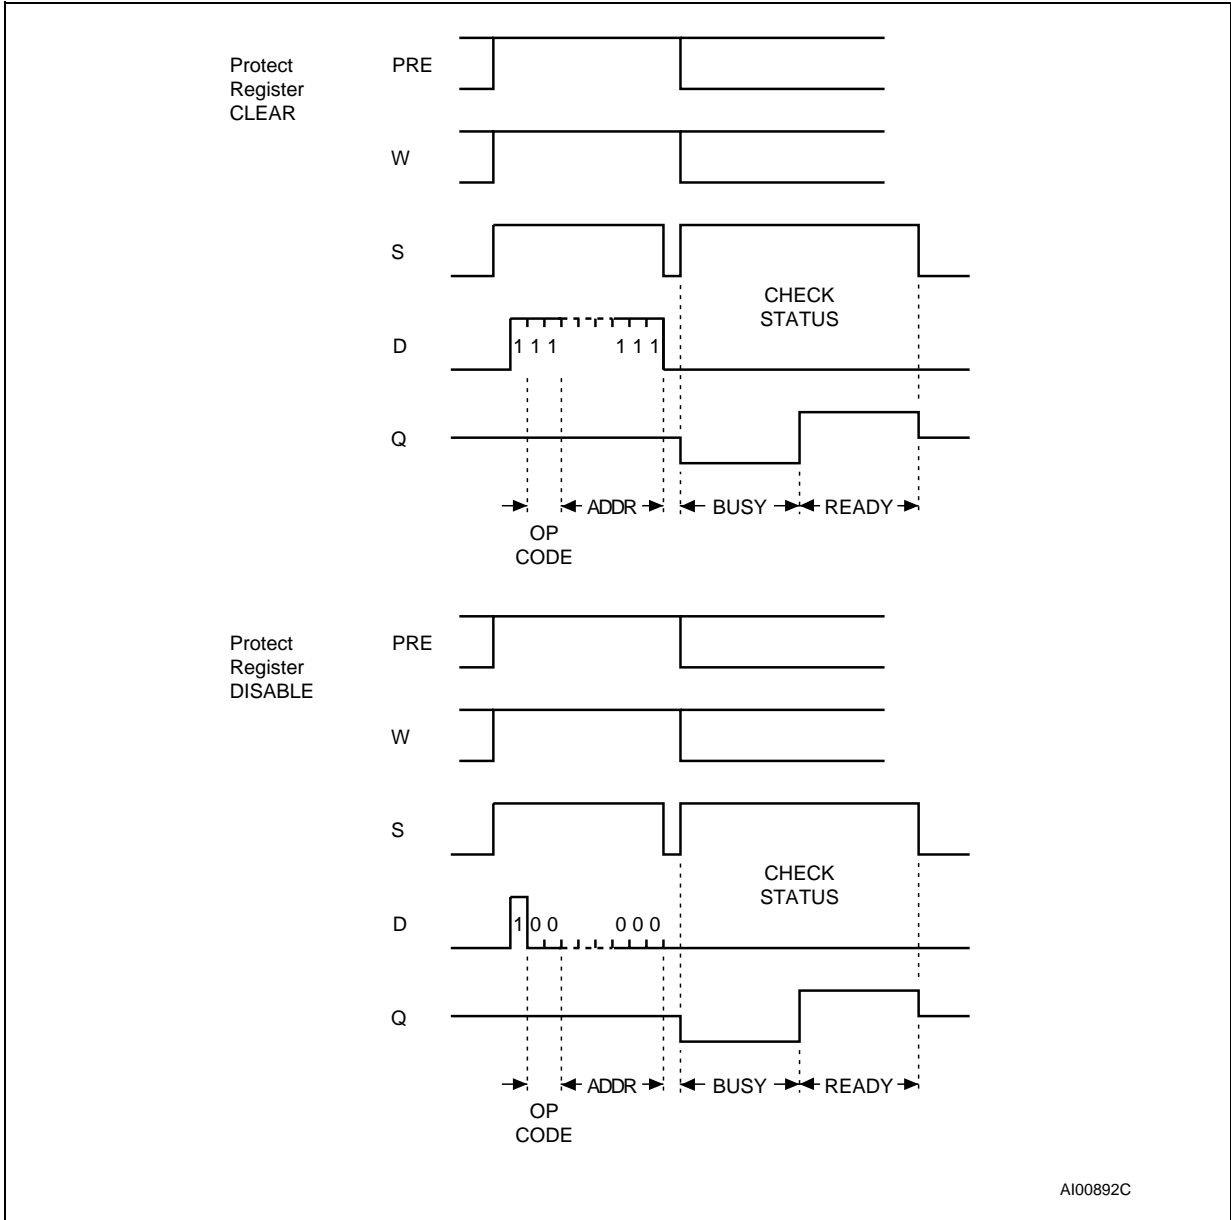 Protect
Register
CLEAR
PRE
W
S
CHECK
STATUS
D
1 1 1
1 1 1
Q
ADDR
BUSY
READY
OP
CODE
Protect
Register
DISABLE
PRE
W
S
CHECK
STATUS
D
1 0 0
0 0 0
Q
ADDR
BUSY
READY
OP
CODE
AI00892C